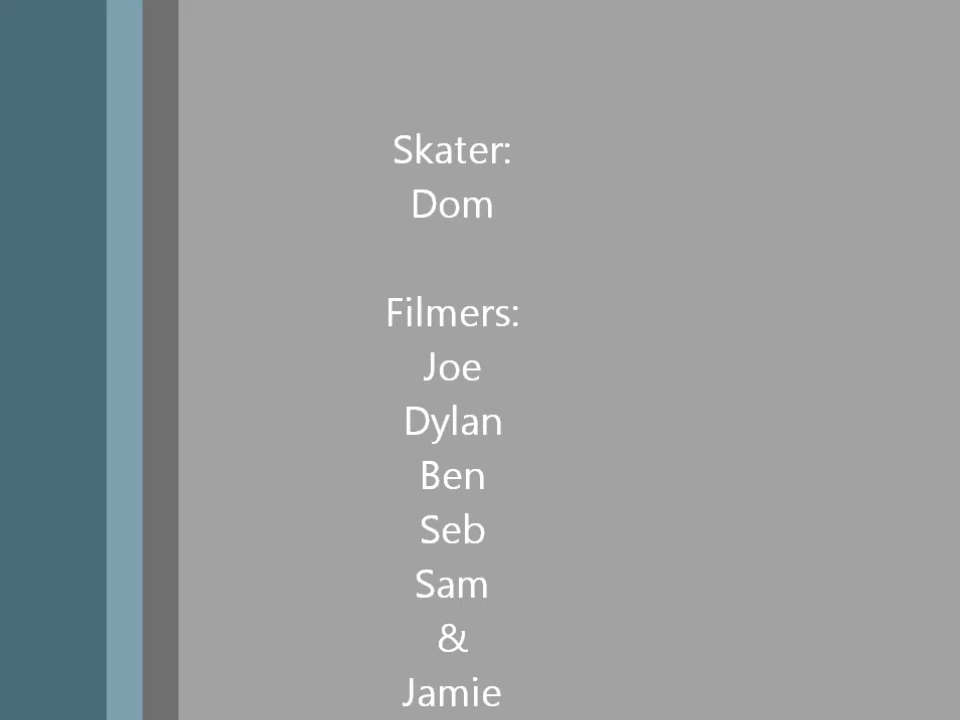 Skater:
Dom
Filmers:
Joe
Dylan
Ben
Seb
Sam
&
Jamie